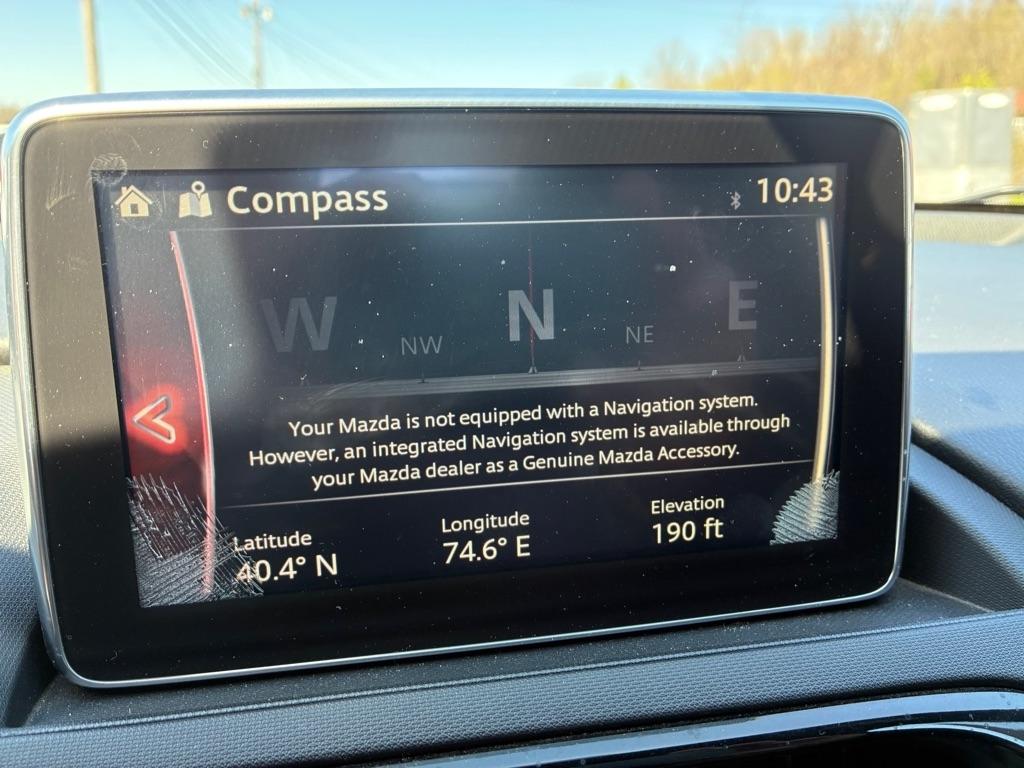 Compass
10:43
W NW N NE E
Your Mazda is not equipped with a Navigation system.
However, an integrated Navigation system is available through
your Mazda dealer as a Genuine Mazda Accessory.
Latitude Longitude Elevation
40.4° N 74.6° E 190 ft